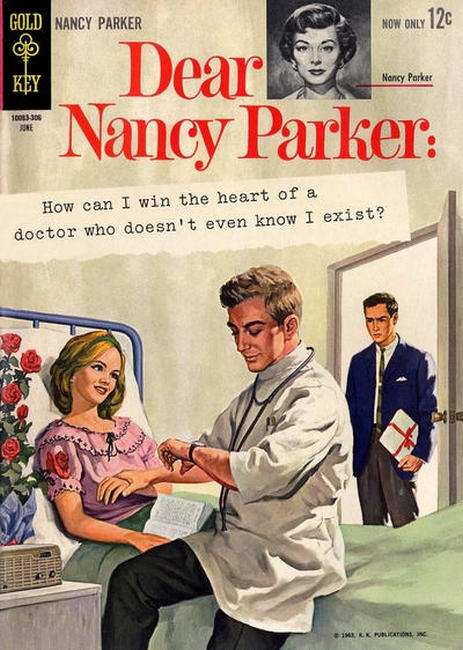 GOLD
KEY
NANCY PARKER
NOW ONLY 12¢
Nancy Parker
10083-306
JUNE
Dear
Nancy Parker:
How can I win the heart of a
doctor who doesn't even know I exist?
© 1963, K. K. PUBLICATIONS, INC.